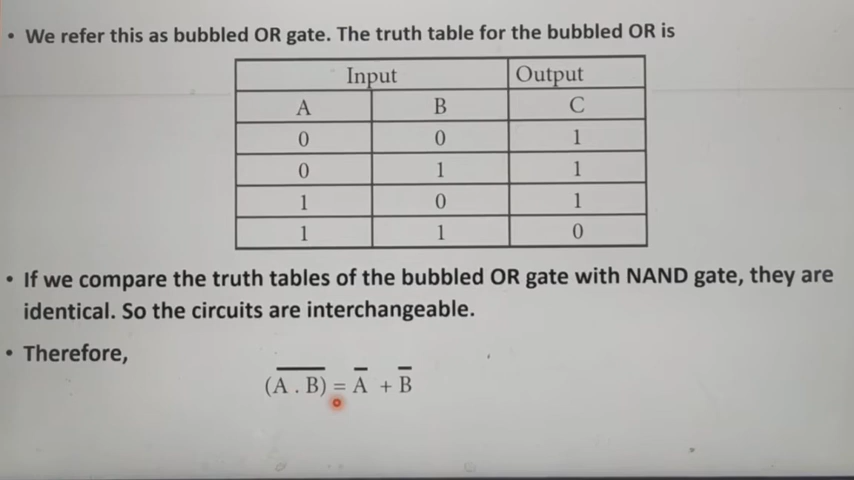 • We refer this as bubbled OR gate. The truth table for the bubbled OR is
Input Output
A B C
0 0 1
0 1 1
1 0 1
1 1 0
• If we compare the truth tables of the bubbled OR gate with NAND gate, they are
identical. So the circuits are interchangeable.
• Therefore,
(A̅ . B̅) = A̅ + B̅